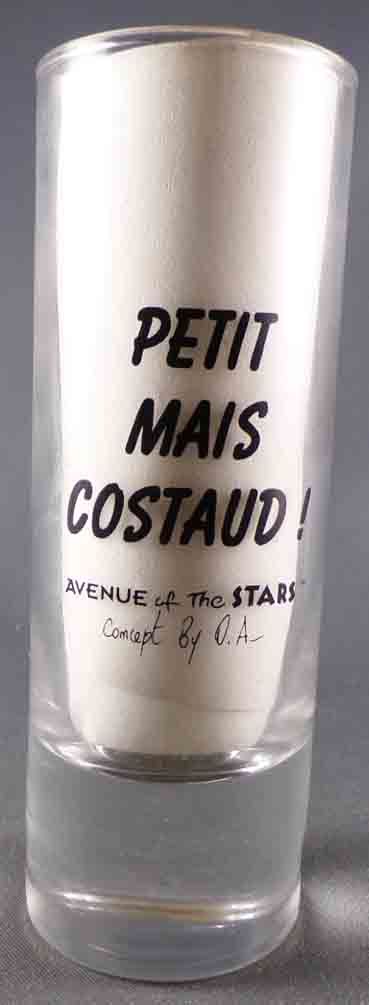 PETIT
MAIS
COSTAUD !
AVENUE of The STARS
Concept By O.A